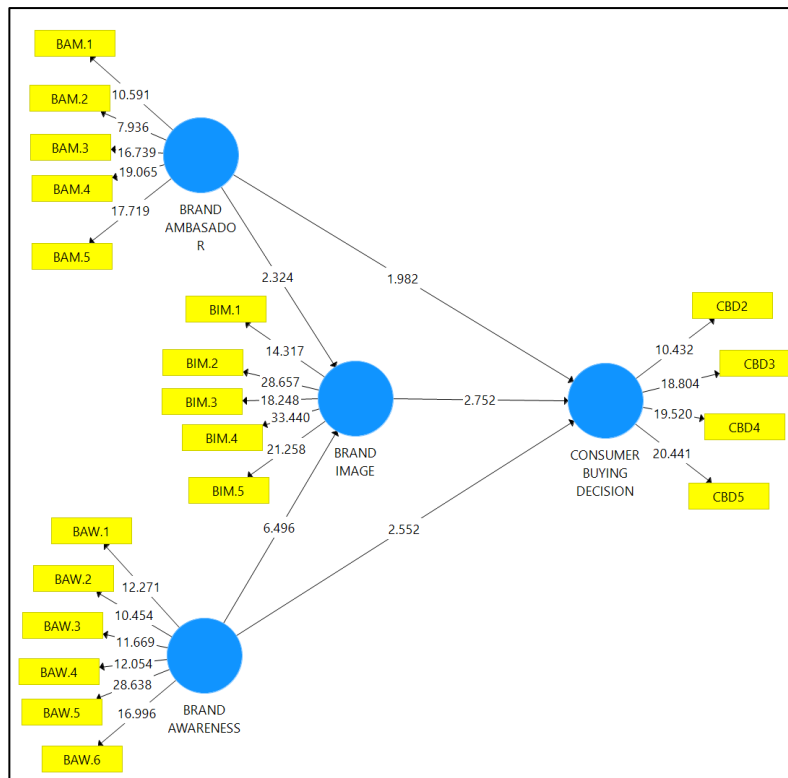 BAM.1
10.591
BAM.2
7.936
BAM.3
16.739
BAM.4
19.065
17.719
BAM.5
BRAND
AMBASADO
R
2.324
1.982
BIM.1
14.317
BIM.2
28.657
BIM.3
18.248
BIM.4
33.440
21.258
BIM.5
BRAND
IMAGE
2.752
CBD2
10.432
CBD3
18.804
CBD4
19.520
20.441
CBD5
CONSUMER
BUYING
DECISION
6.496
2.552
BAW.1
12.271
BAW.2
10.454
BAW.3
11.669
BAW.4
12.054
28.638
BAW.5
16.996
BAW.6
BRAND
AWARENESS